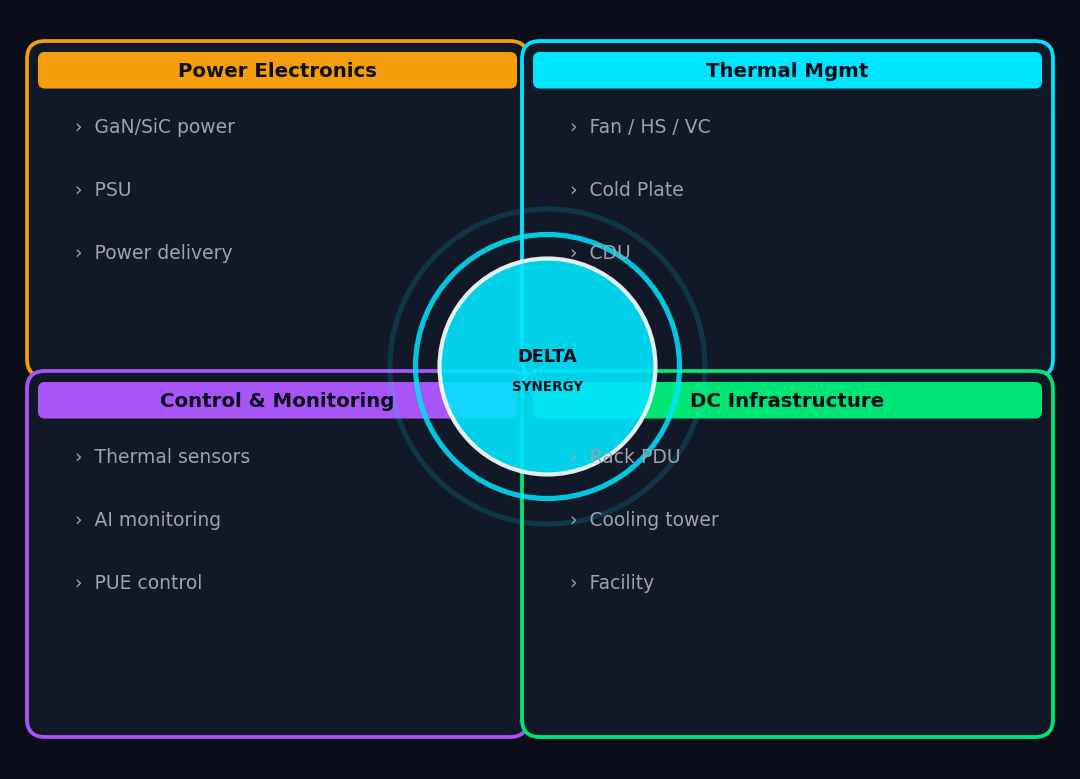 Power Electronics
› GaN/SiC power
› PSU
› Power delivery
Thermal Mgmt
› Fan / HS / VC
› Cold Plate
› CDU
DELTA
SYNERGY
Control & Monitoring
› Thermal sensors
› AI monitoring
› PUE control
DC Infrastructure
› Rack PDU
› Cooling tower
› Facility